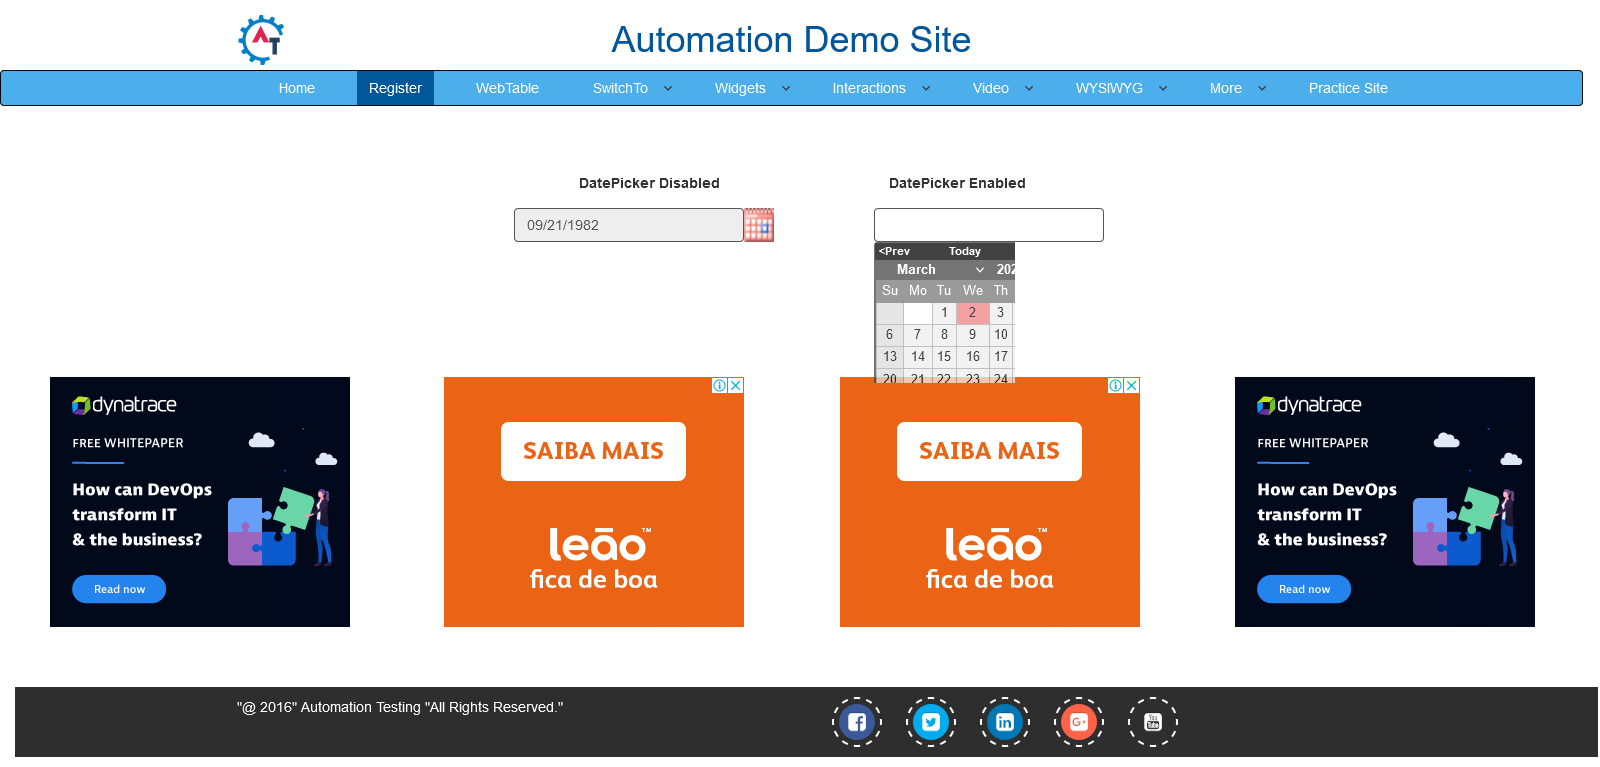 AT
Automation Demo Site
Home Register WebTable SwitchTo Widgets Interactions Video WYSIWYG More Practice Site
DatePicker Disabled DatePicker Enabled
09/21/1982
<Prev Today
March 202
Su Mo Tu We Th
1 2 3
6 7 8 9 10
13 14 15 16 17
20 21 22 23 24
dynatrace
FREE WHITEPAPER
How can DevOps
transform IT
& the business?
Read now
SAIBA MAIS
leão™
fica de boa
SAIBA MAIS
leão™
fica de boa
dynatrace
FREE WHITEPAPER
How can DevOps
transform IT
& the business?
Read now
"@ 2016" Automation Testing "All Rights Reserved."
f in G+ You Tube